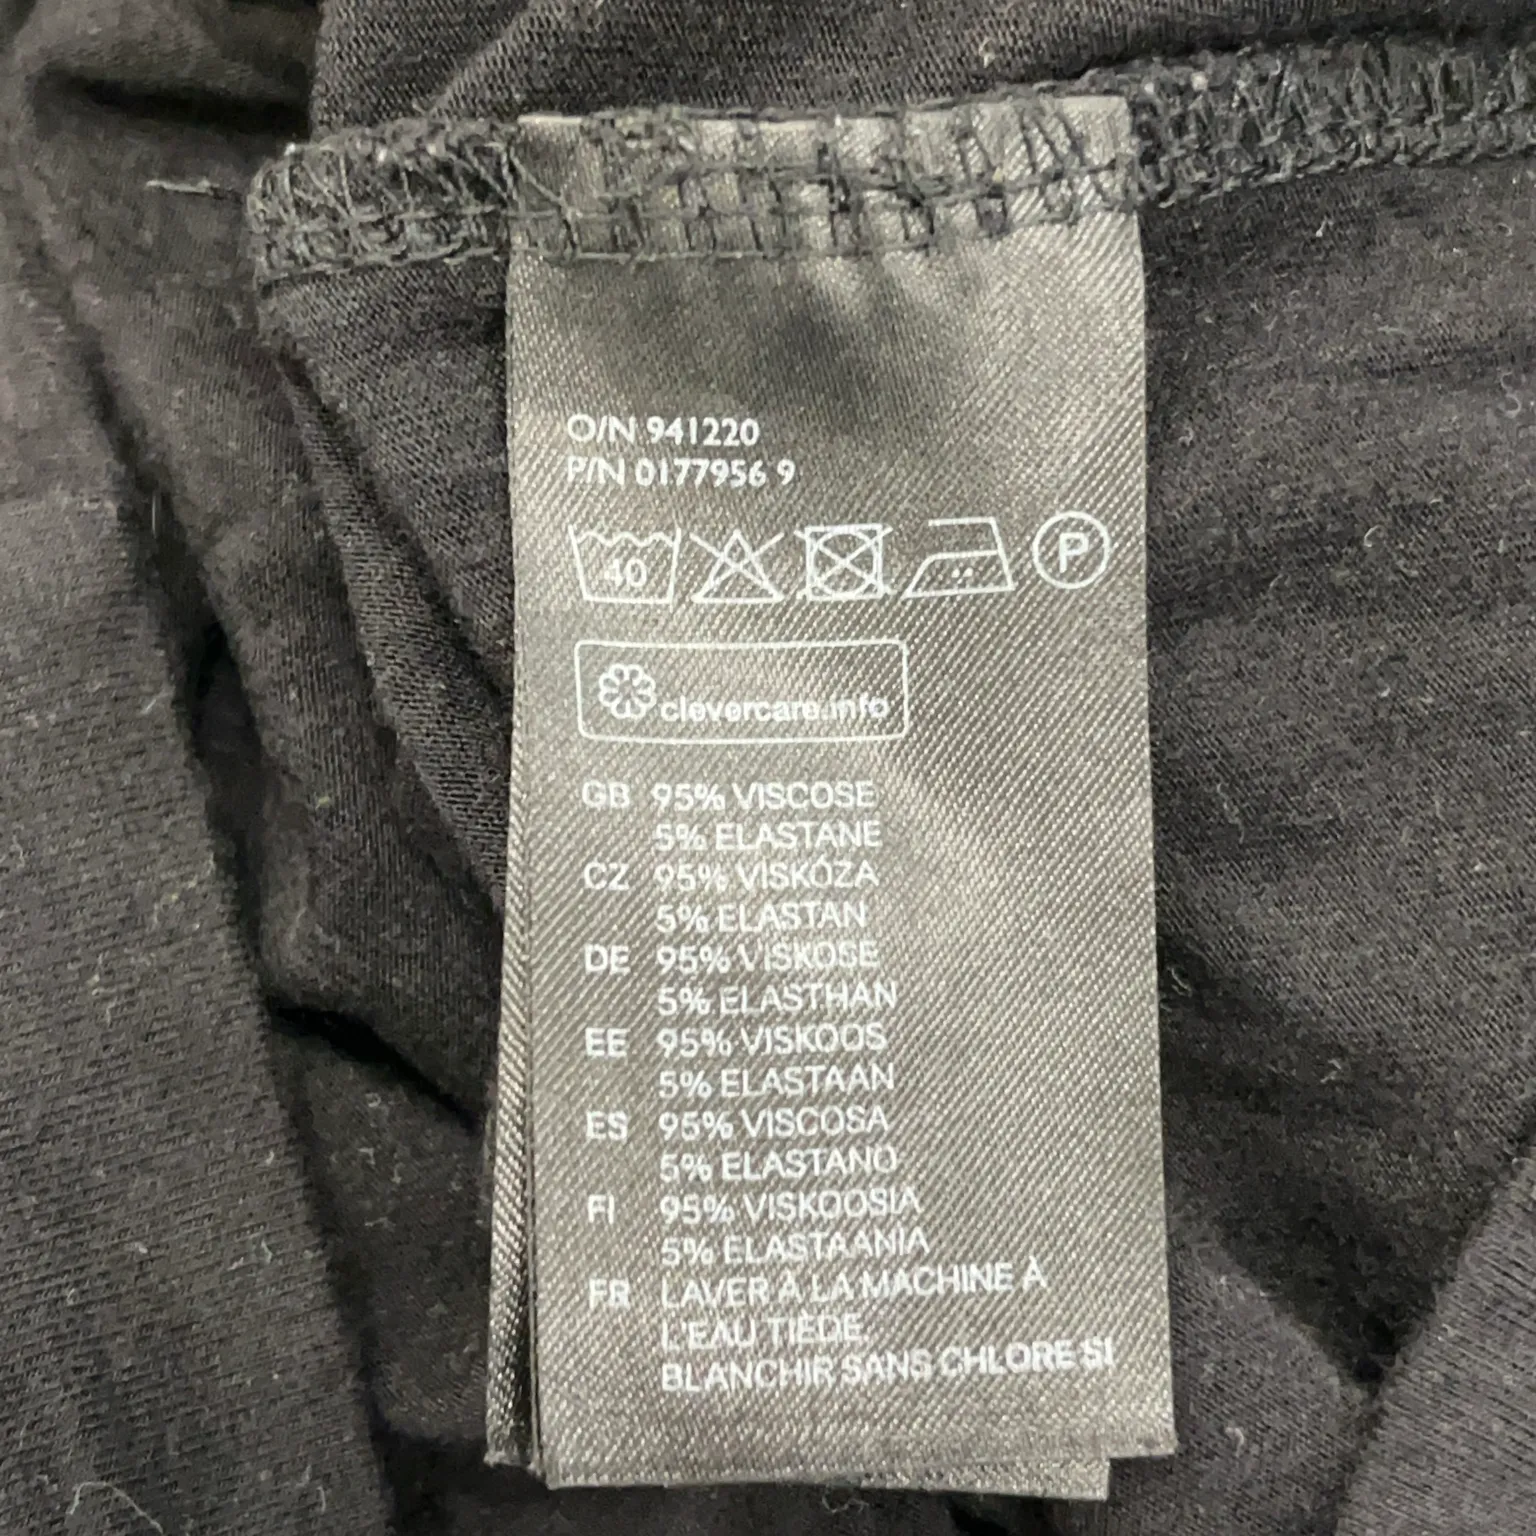 O/N 941220
P/N 0177956 9
40 P
clevercare.info
GB 95% VISCOSE
5% ELASTANE
CZ 95% VISKÓZA
5% ELASTAN
DE 95% VISKOSE
5% ELASTHAN
EE 95% VISKOOS
5% ELASTAAN
ES 95% VISCOSA
5% ELASTANO
FI 95% VISKOOSIA
5% ELASTAANIA
FR LAVER À LA MACHINE À
L'EAU TIÈDE.
BLANCHIR SANS CHLORE SI